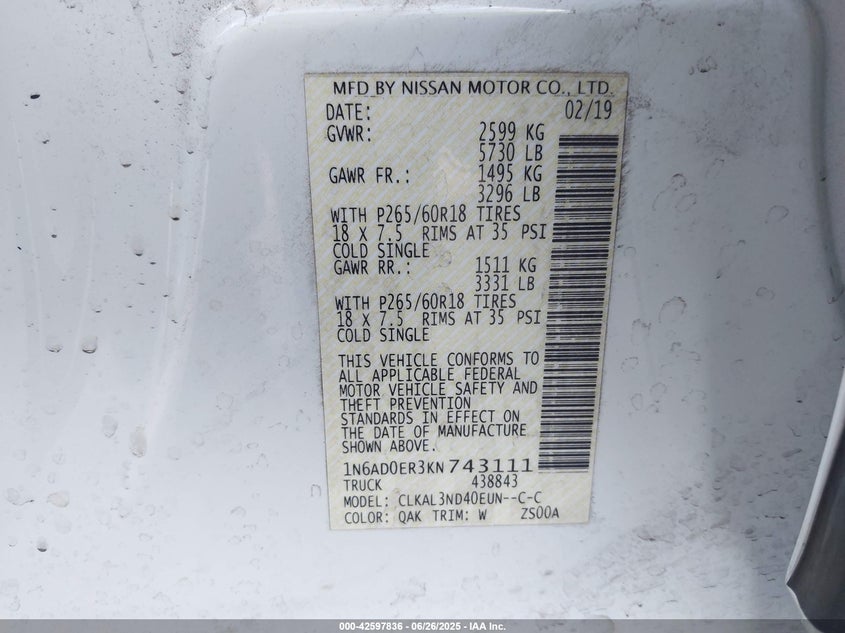 MFD BY NISSAN MOTOR CO., LTD.
DATE: 02/19
GVWR: 2599 KG
5730 LB
GAWR FR.: 1495 KG
3296 LB
WITH P265/60R18 TIRES
18 X 7.5 RIMS AT 35 PSI
COLD SINGLE
GAWR RR.: 1511 KG
3331 LB
WITH P265/60R18 TIRES
18 X 7.5 RIMS AT 35 PSI
COLD SINGLE
THIS VEHICLE CONFORMS TO
ALL APPLICABLE FEDERAL
MOTOR VEHICLE SAFETY AND
THEFT PREVENTION
STANDARDS IN EFFECT ON
THE DATE OF MANUFACTURE
SHOWN ABOVE.
1N6AD0ER3KN743111
TRUCK 438843
MODEL: CLKAL3ND40EUN--C-C
COLOR: QAK TRIM: W ZS00A
000-42597836 - 06/26/2025 - IAA Inc.